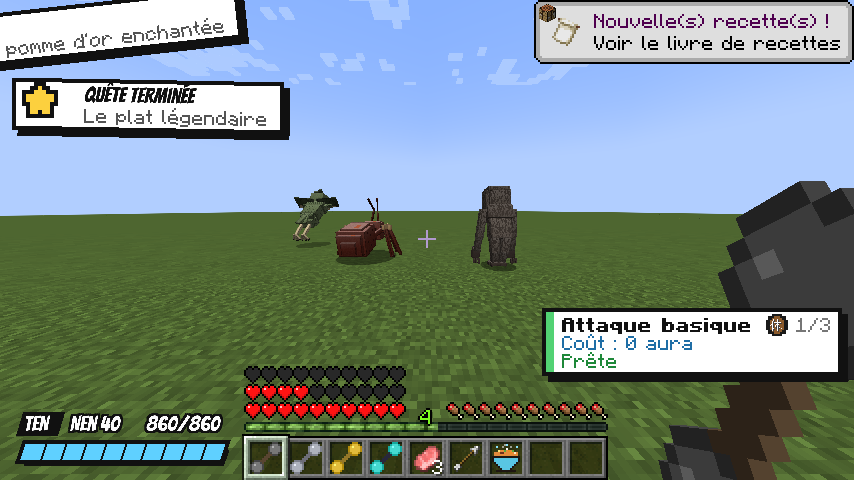 pomme d'or enchantée
Nouvelle(s) recette(s) !
Voir le livre de recettes
QUÊTE TERMINÉE
Le plat légendaire
Attaque basique 休 1/3
Coût : 0 aura
Prête
TEN NEN 40 860/860
4
3